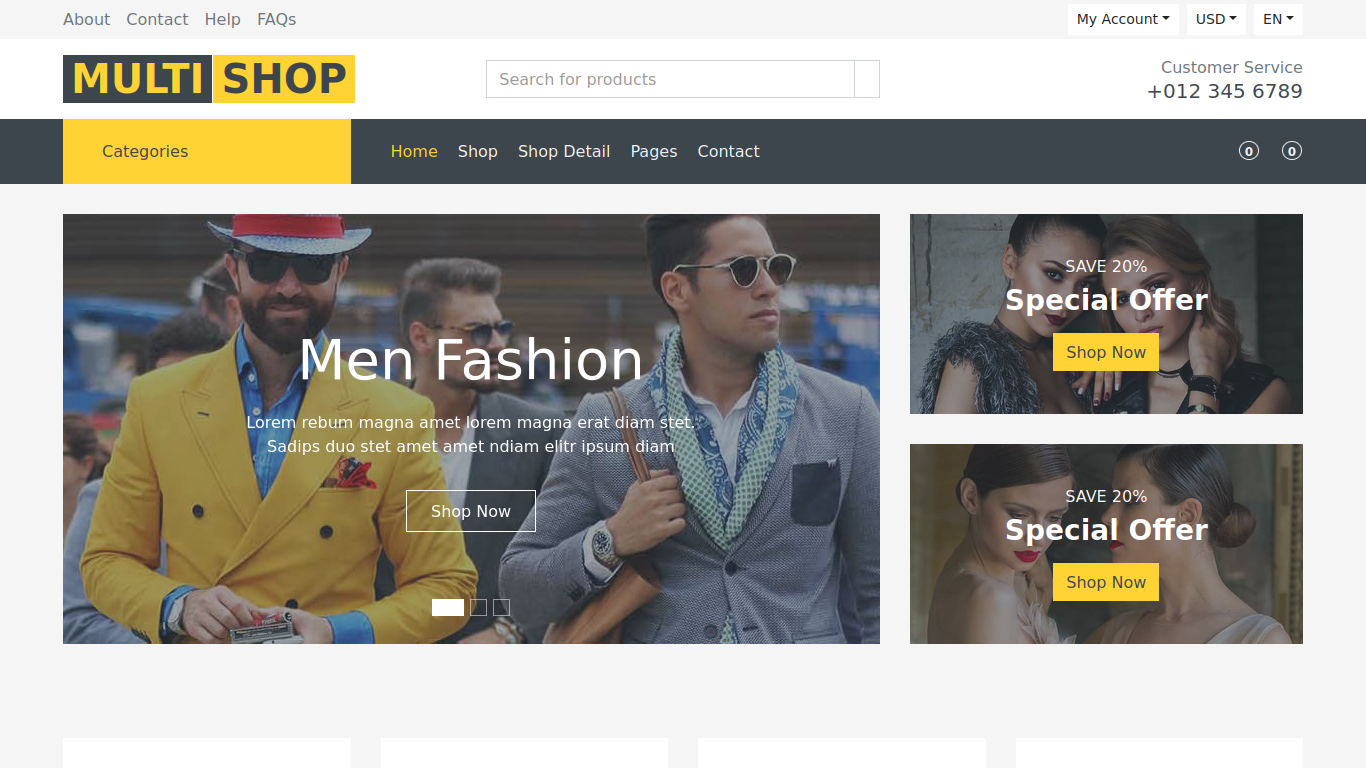 About Contact Help FAQs
My Account USD EN
MULTI SHOP
Search for products
Customer Service
+012 345 6789
Categories
Home Shop Shop Detail Pages Contact
0 0
Men Fashion
Lorem rebum magna amet lorem magna erat diam stet.
Sadips duo stet amet amet ndiam elitr ipsum diam
Shop Now
SAVE 20%
Special Offer
Shop Now
SAVE 20%
Special Offer
Shop Now